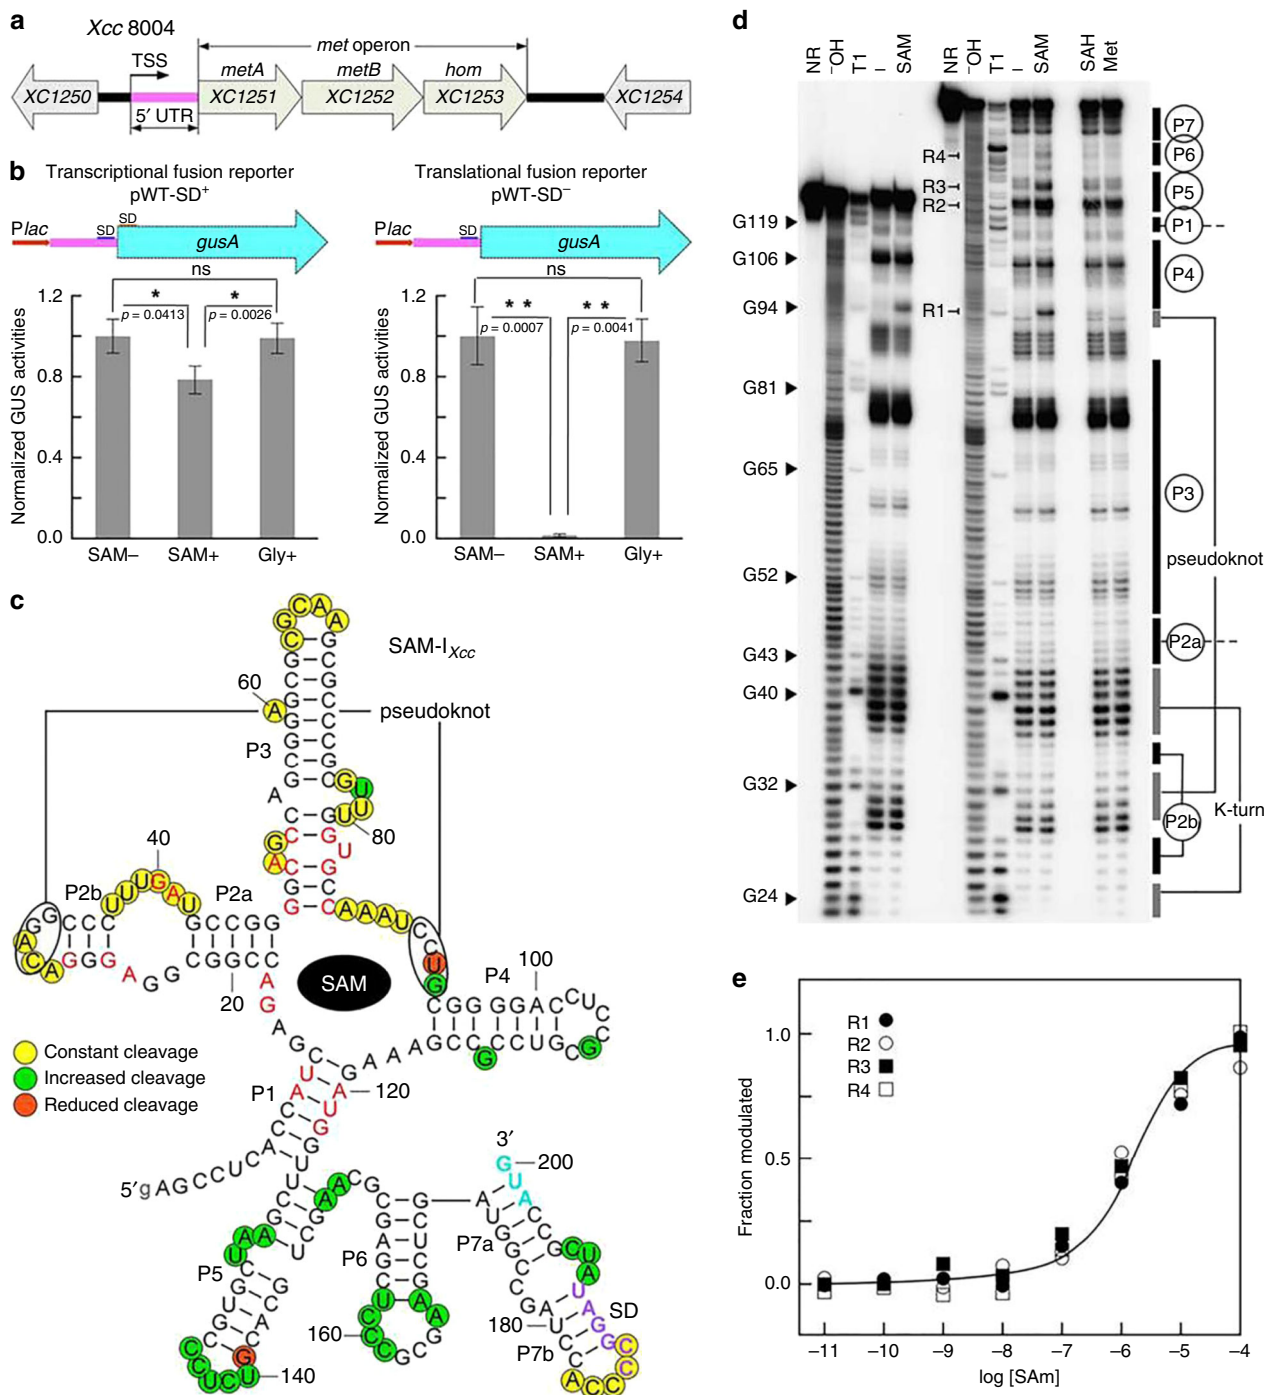 a
Xcc 8004
TSS
met operon
metA metB hom
XC1250 XC1251 XC1252 XC1253 XC1254
5′ UTR
b
Transcriptional fusion reporter
pWT-SD+
SD
Plac SD gusA
ns
* *
p = 0.0413 p = 0.0026
1.2
0.8
0.4
0.0
Normalized GUS activities
SAM– SAM+ Gly+
Translational fusion reporter
pWT-SD–
Plac SD gusA
ns
** **
p = 0.0007 p = 0.0041
1.2
0.8
0.4
0.0
Normalized GUS activities
SAM– SAM+ Gly+
c
SAM-IXcc
60
pseudoknot
P3
80
40
P2b P2a
20
SAM
P4
100
Constant cleavage
Increased cleavage
Reduced cleavage
P1
120
5′gAGCCUCA
3′
200
P5
P6
P7a
SD
160
180
P7b
140
d
NR –OH T1 – SAM NR –OH T1 – SAM SAH Met
R4
R3
R2
R1
G119
G106
G94
G81
G65
G52
G43
G40
G32
G24
P7
P6
P5
P1
P4
P3
pseudoknot
P2a
K-turn
P2b
e
R1
R2
R3
R4
1.0
0.5
0.0
Fraction modulated
–11 –10 –9 –8 –7 –6 –5 –4
log [SAm]